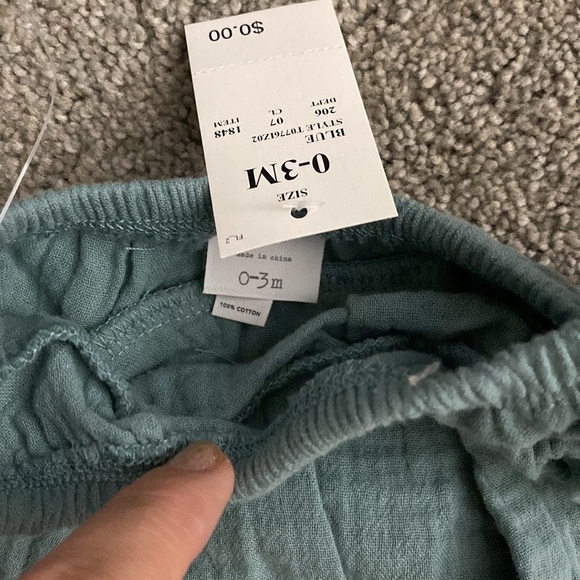 SIZE
0-3M
BLUE
STYLE T07761Z02
206 07 1848
DEPT CL ITEM
$0.00
FL_2
made in china
0-3m
100% COTTON